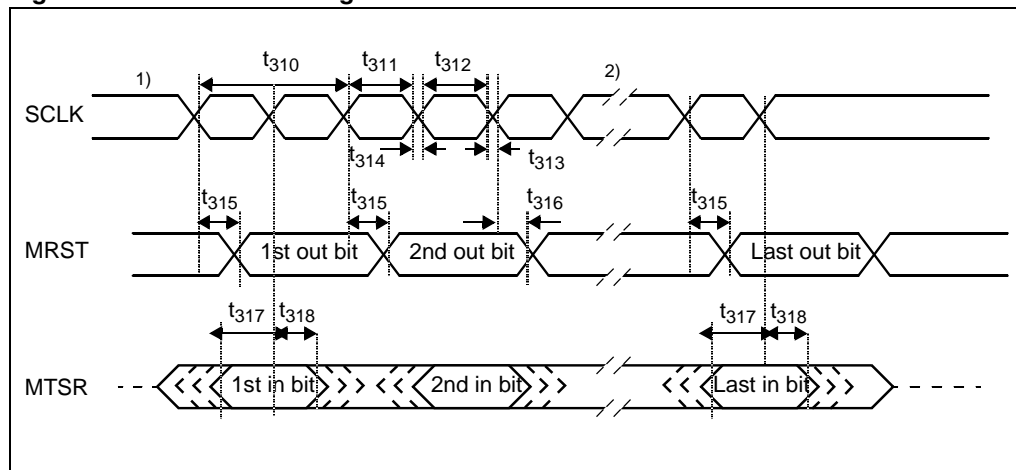 t310 t311 t312
1) 2)
SCLK
t314 t313
t315 t315 t316 t315
MRST 1st out bit 2nd out bit Last out bit
t317 t318 t317 t318
MTSR 1st in bit 2nd in bit Last in bit